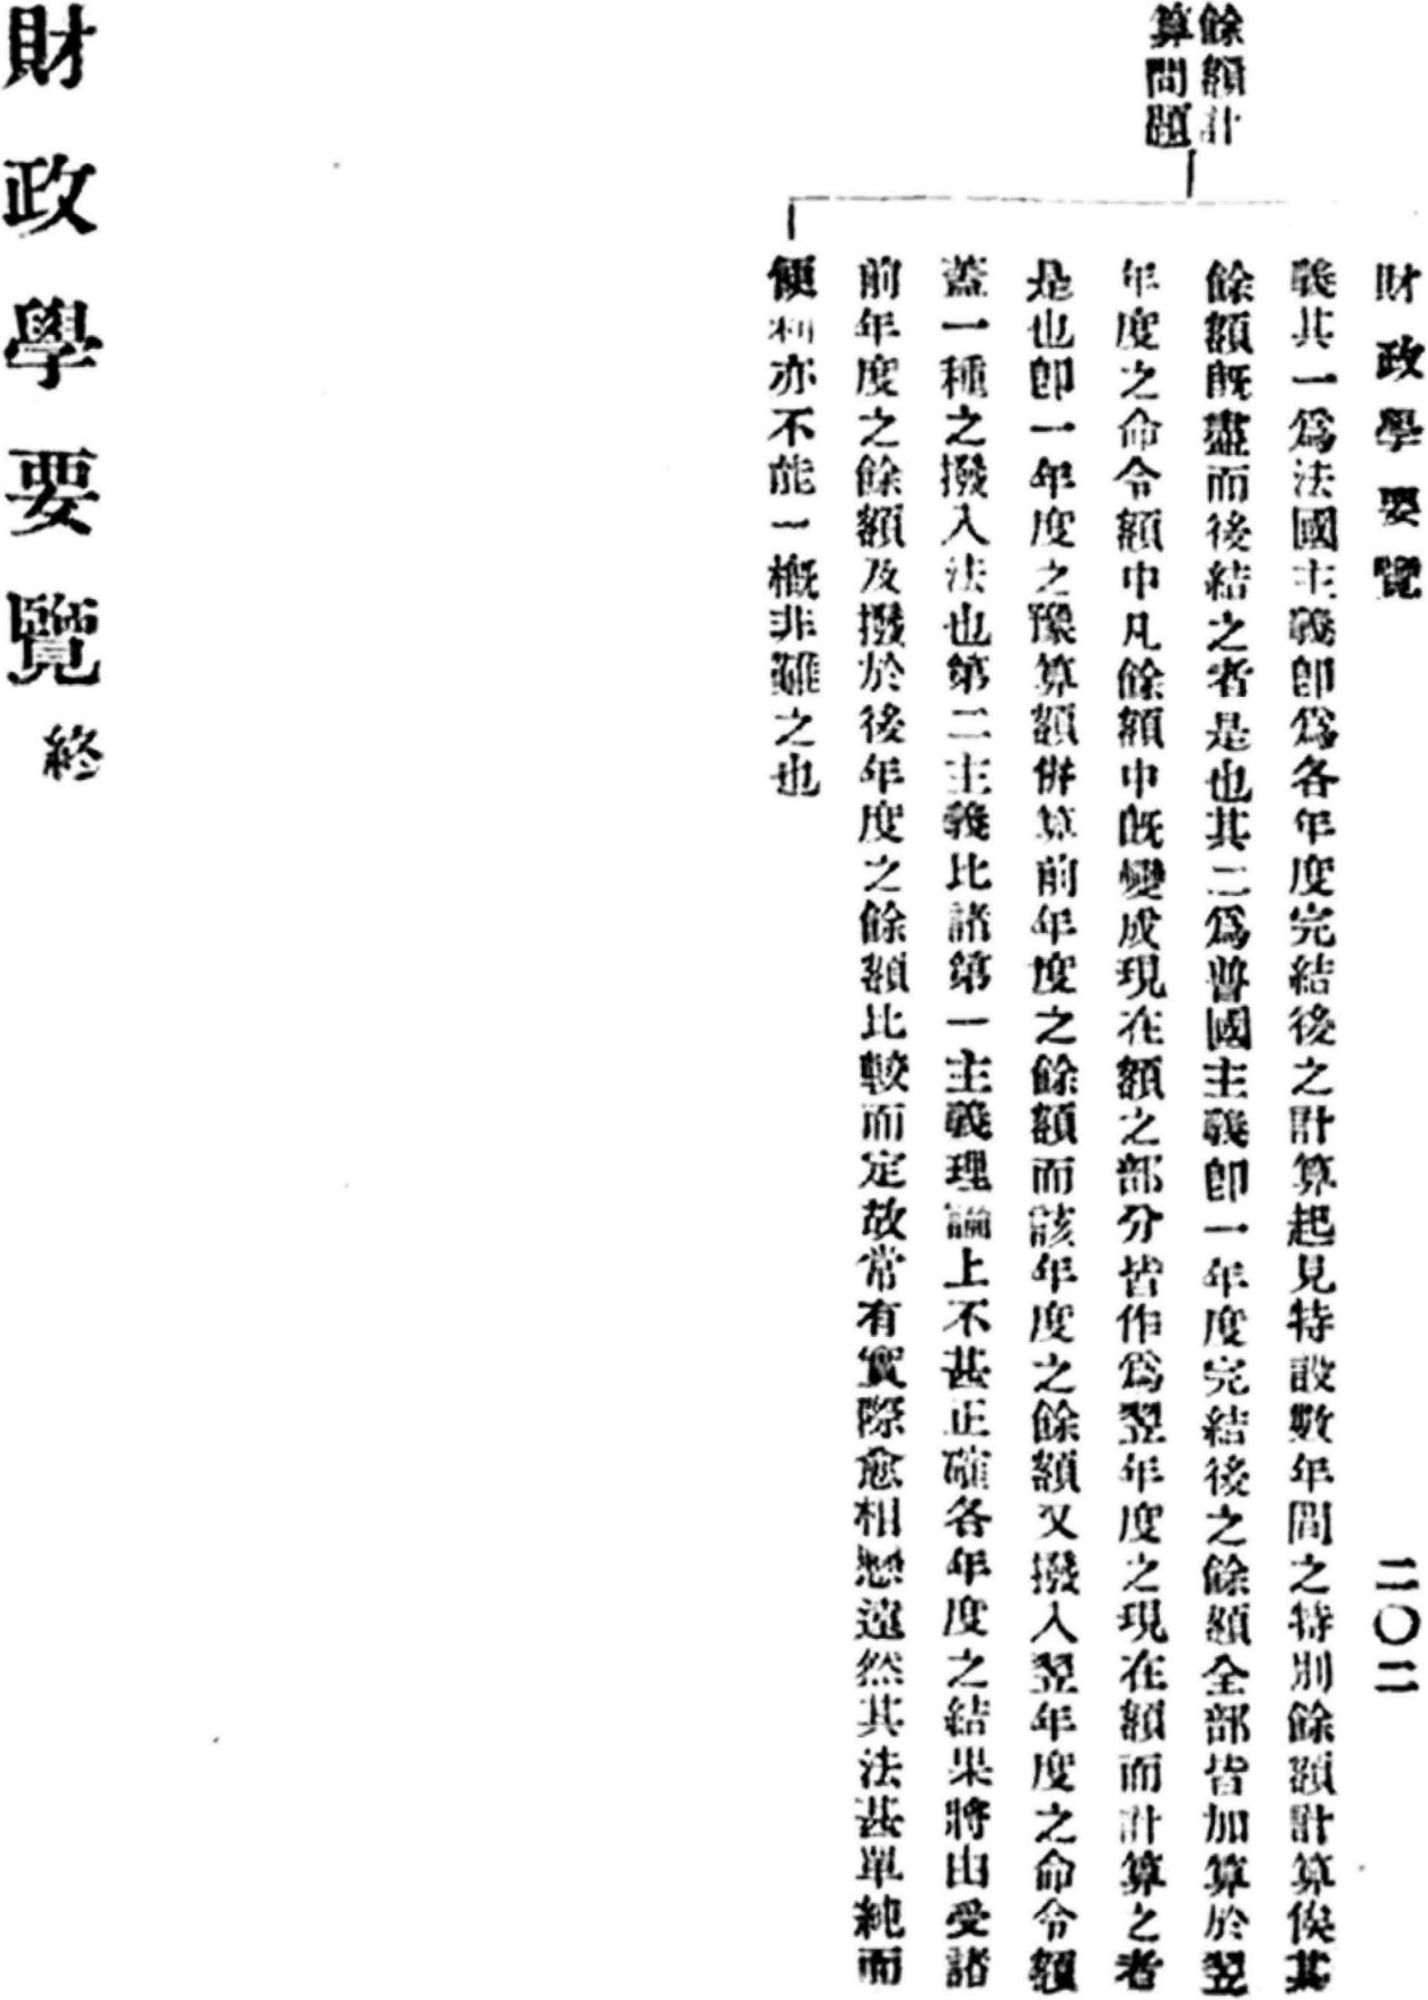 財政學要覽
二〇二
餘額計
算問題
義其一爲法國主義卽爲各年度完結後之計算起見特設數年間之特別餘額計算俟其
餘額既盡而後結之者是也其二爲普國主義卽一年度完結後之餘額全部皆加算於翌
年度之命令額中凡餘額中既變成現在額之部分皆作爲翌年度之現在額而計算之者
是也卽一年度之豫算額併算前年度之餘額而該年度之餘額又撥入翌年度之命令額
蓋一種之撥入法也第二主義比諸第一主義理論上不甚正確各年度之結果將由受諸
前年度之餘額及撥於後年度之餘額比較而定故常有實際愈相懸遠然其法甚單純而
便利亦不能一槪非難之也
財政學要覽終